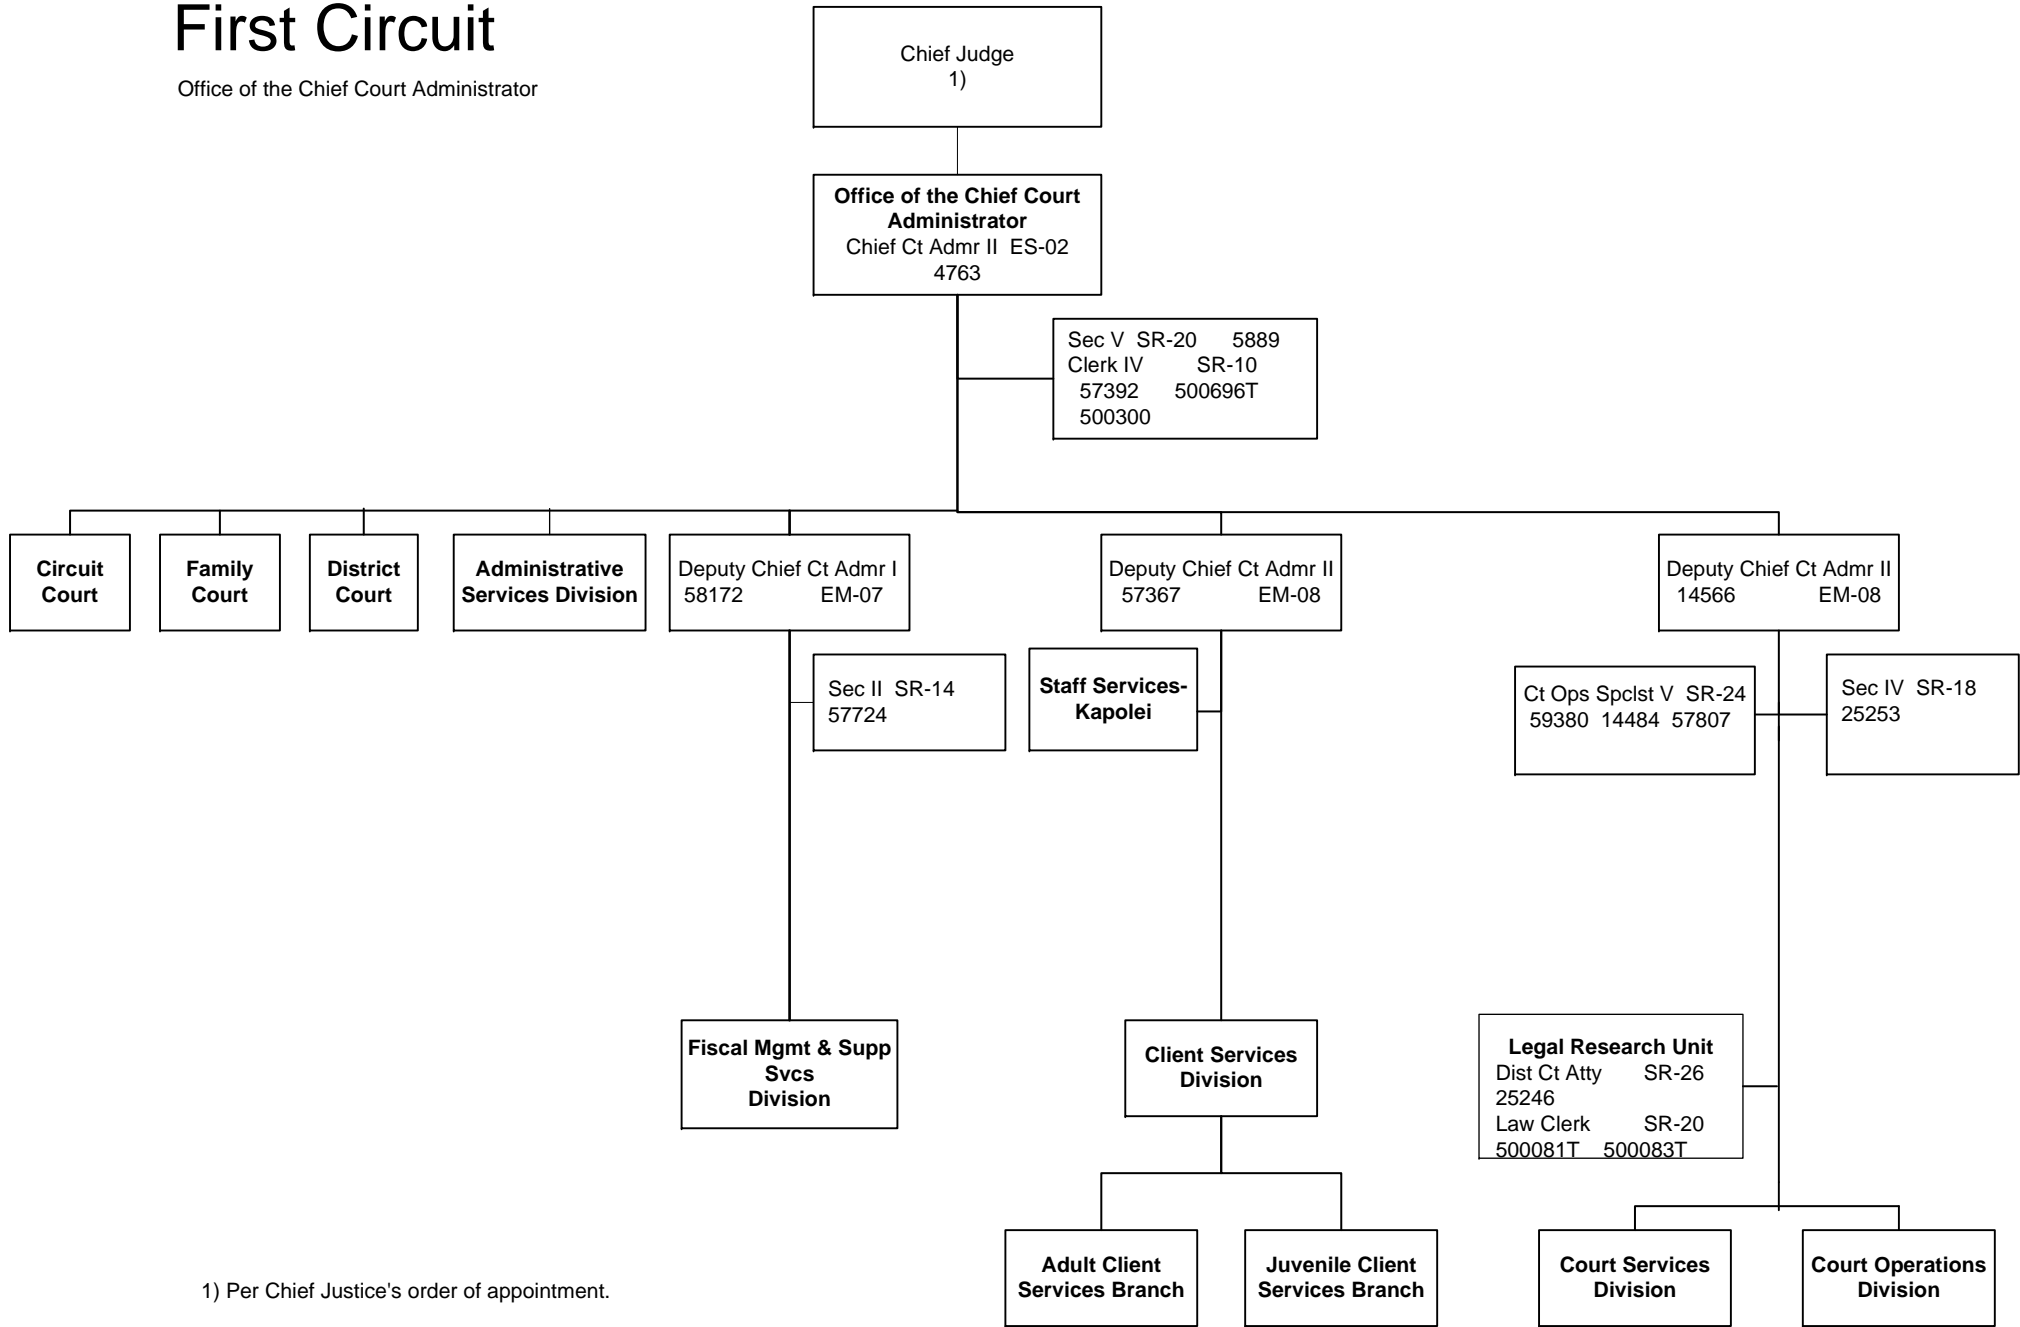 First Circuit
Office of the Chief Court Administrator
Chief Judge
1)
Office of the Chief Court
Administrator
Chief Ct Admr II ES-02
4763
Sec V SR-20 5889
Clerk IV SR-10
57392 500696T
500300
Circuit
Court
Family
Court
District
Court
Administrative
Services Division
Deputy Chief Ct Admr I
58172 EM-07
Deputy Chief Ct Admr II
57367 EM-08
Deputy Chief Ct Admr II
14566 EM-08
Sec II SR-14
57724
Staff Services-
Kapolei
Ct Ops Spclst V SR-24
59380 14484 57807
Sec IV SR-18
25253
Fiscal Mgmt & Supp
Svcs
Division
Client Services
Division
Legal Research Unit
Dist Ct Atty SR-26
25246
Law Clerk SR-20
500081T 500083T
Adult Client
Services Branch
Juvenile Client
Services Branch
Court Services
Division
Court Operations
Division
1) Per Chief Justice's order of appointment.